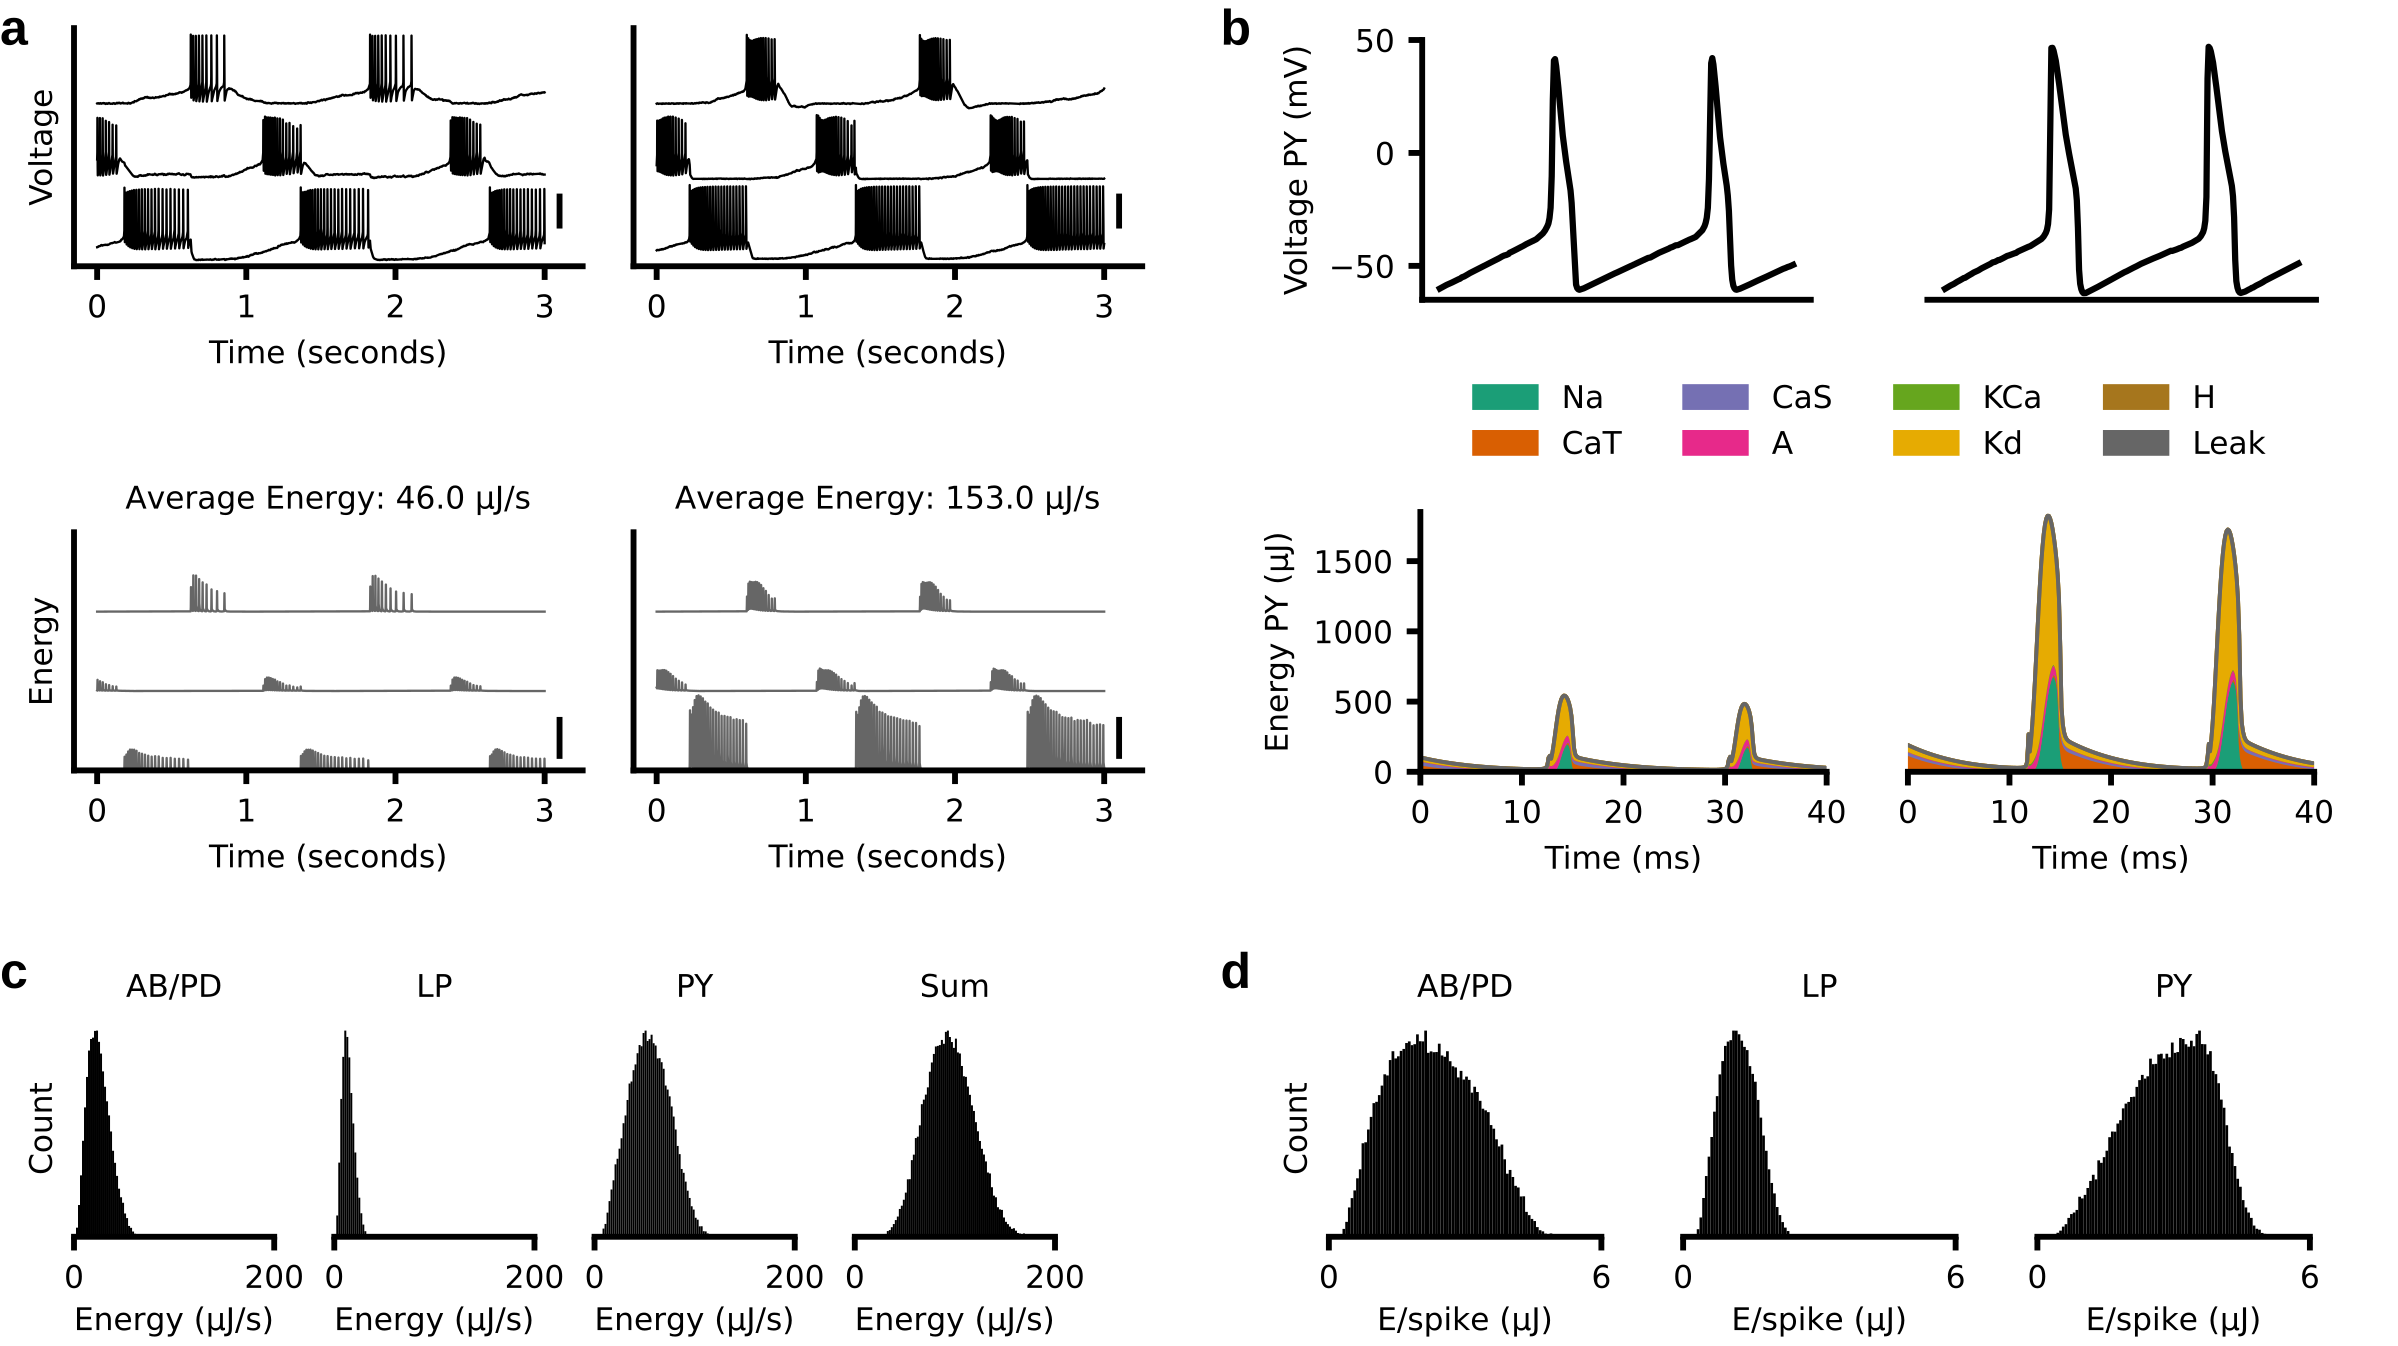 a
Voltage
0 1 2 3
Time (seconds)
0 1 2 3
Time (seconds)
Average Energy: 46.0 µJ/s
Average Energy: 153.0 µJ/s
Energy
0 1 2 3
Time (seconds)
0 1 2 3
Time (seconds)
b
Voltage PY (mV)
50
0
−50
Na CaS KCa H
CaT A Kd Leak
Energy PY (µJ)
1500
1000
500
0
0 10 20 30 40
Time (ms)
0 10 20 30 40
Time (ms)
c
AB/PD LP PY Sum
Count
0 200 0 200 0 200 0 200
Energy (µJ/s) Energy (µJ/s) Energy (µJ/s) Energy (µJ/s)
d
AB/PD LP PY
Count
0 6 0 6 0 6
E/spike (µJ) E/spike (µJ) E/spike (µJ)